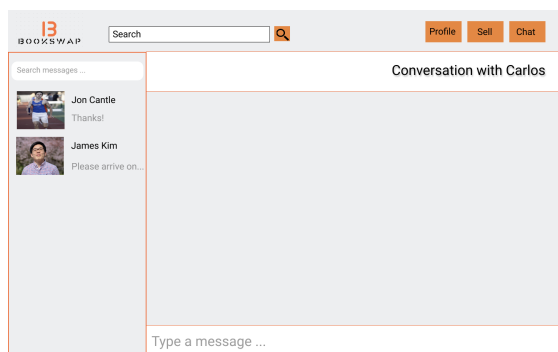 BOOKSWAP
Search
Profile
Sell
Chat
Search messages ...
Conversation with Carlos
Jon Cantle
Thanks!
James Kim
Please arrive on...
Type a message ...